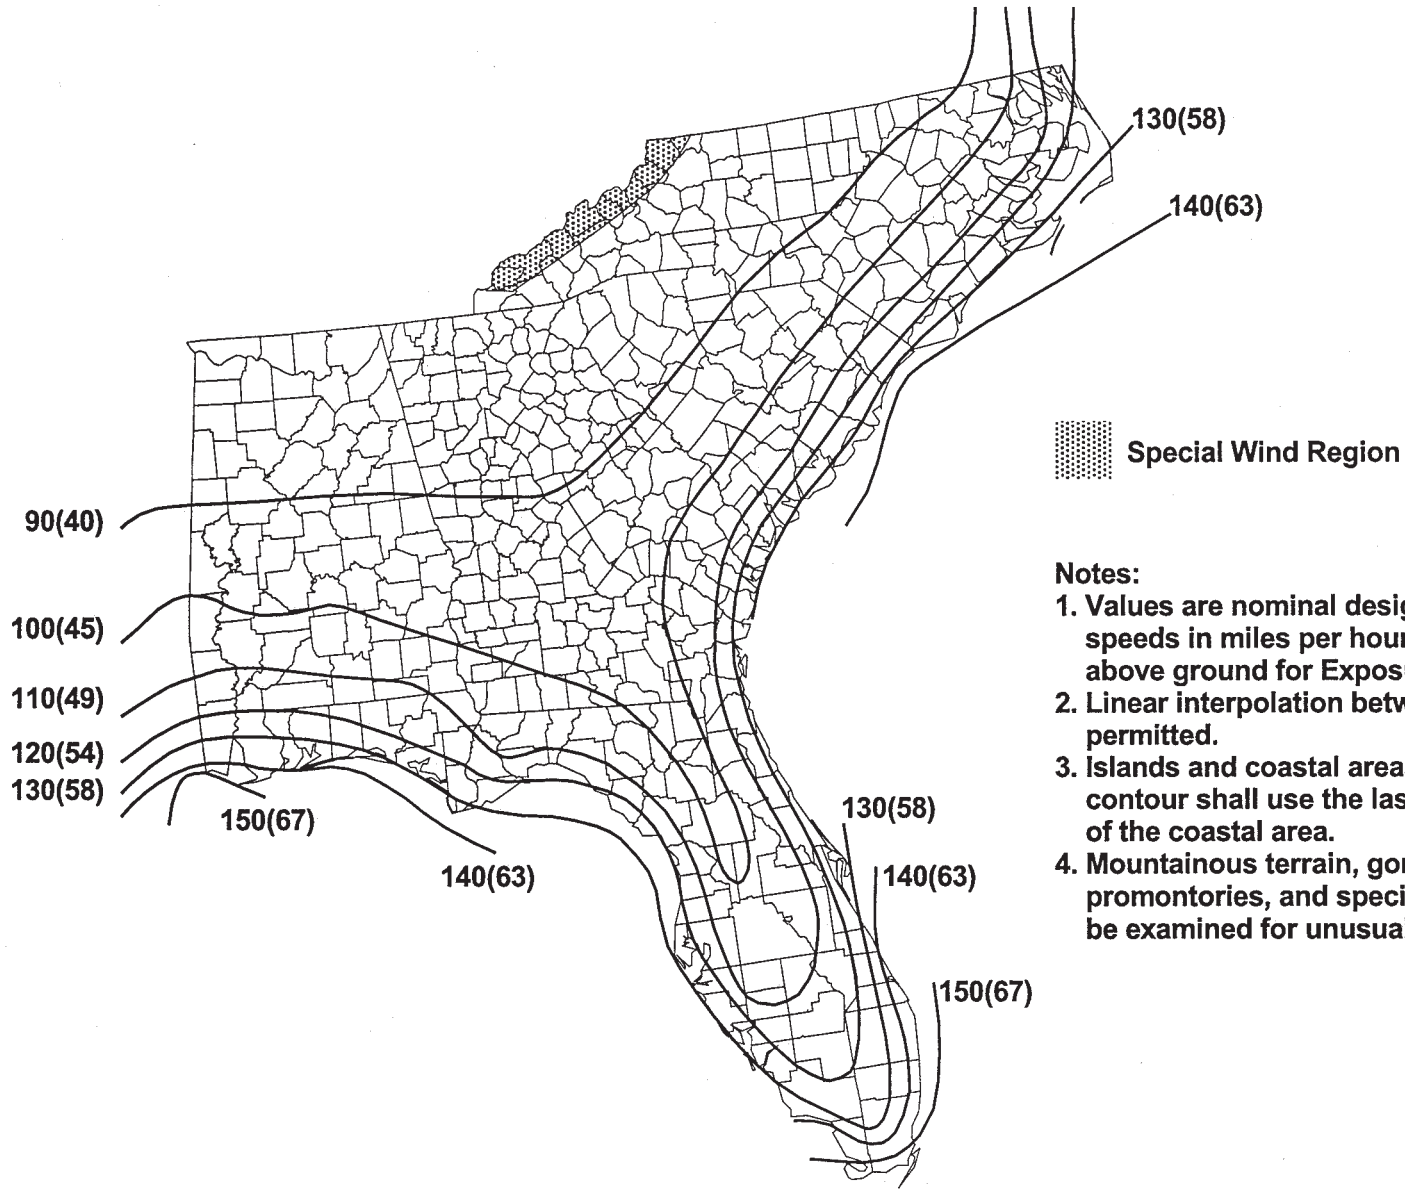 130(58)
140(63)
Special Wind Region
90(40)
100(45)
110(49)
120(54)
130(58)
150(67)
140(63)
130(58)
140(63)
150(67)
Notes:
1. Values are nominal desig
speeds in miles per hour
above ground for Expos
2. Linear interpolation betw
permitted.
3. Islands and coastal area
contour shall use the las
of the coastal area.
4. Mountainous terrain, gor
promontories, and speci
be examined for unusua